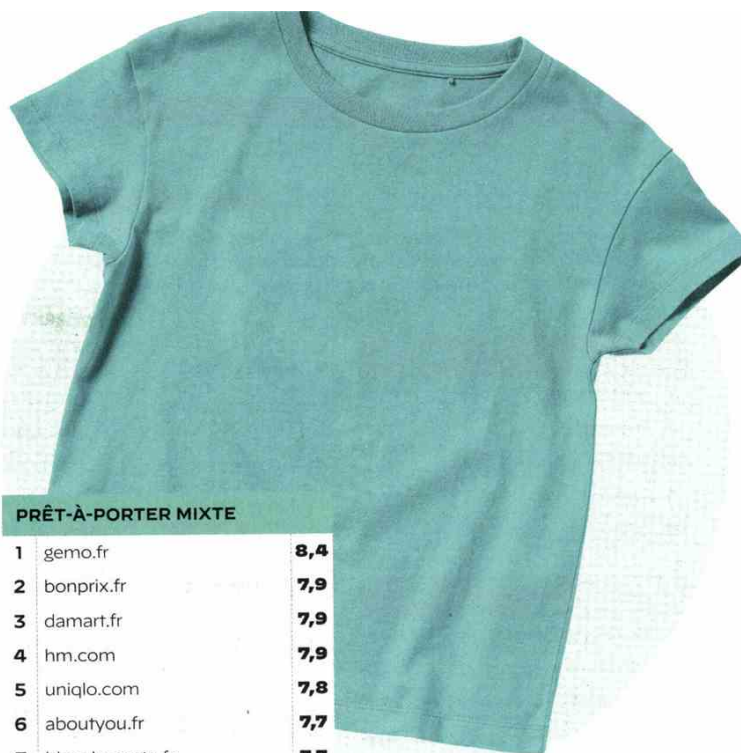 PRÊT-À-PORTER MIXTE
1 gemo.fr 8,4
2 bonprix.fr 7,9
3 damart.fr 7,9
4 hm.com 7,9
5 uniqlo.com 7,8
6 aboutyou.fr 7,7